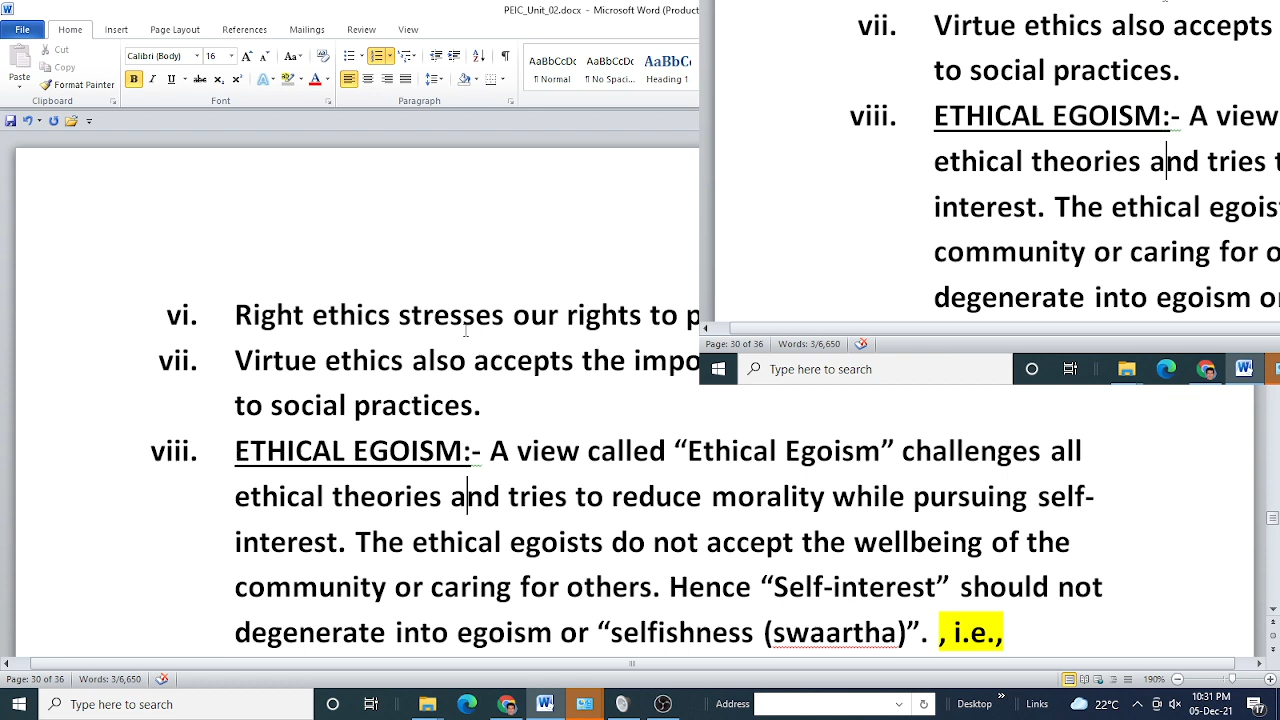 PEIC_Unit_02.docx - Microsoft Word (Product
File Home Insert Page Layout References Mailings Review View
Cut
Copy
Paste
Format Painter
Calibri (Body) 16
B I U abc x₂ x²
AaBbCcDc AaBbCcDc AaBbCc
¶ Normal ¶ No Spaci... Heading 1
Clipboard Font Paragraph
vii. Virtue ethics also accepts
to social practices.
viii. ETHICAL EGOISM:- A view
ethical theories and tries t
interest. The ethical egois
community or caring for o
degenerate into egoism or
Page: 30 of 36 Words: 3/6,650
Type here to search
vi. Right ethics stresses our rights to p
vii. Virtue ethics also accepts the impo
to social practices.
viii. ETHICAL EGOISM:- A view called “Ethical Egoism” challenges all
ethical theories and tries to reduce morality while pursuing self-
interest. The ethical egoists do not accept the wellbeing of the
community or caring for others. Hence “Self-interest” should not
degenerate into egoism or “selfishness (swaartha)”. , i.e.,
Page: 30 of 36 Words: 3/6,650 190%
Type here to search Address Desktop Links 22°C 10:31 PM
05-Dec-21